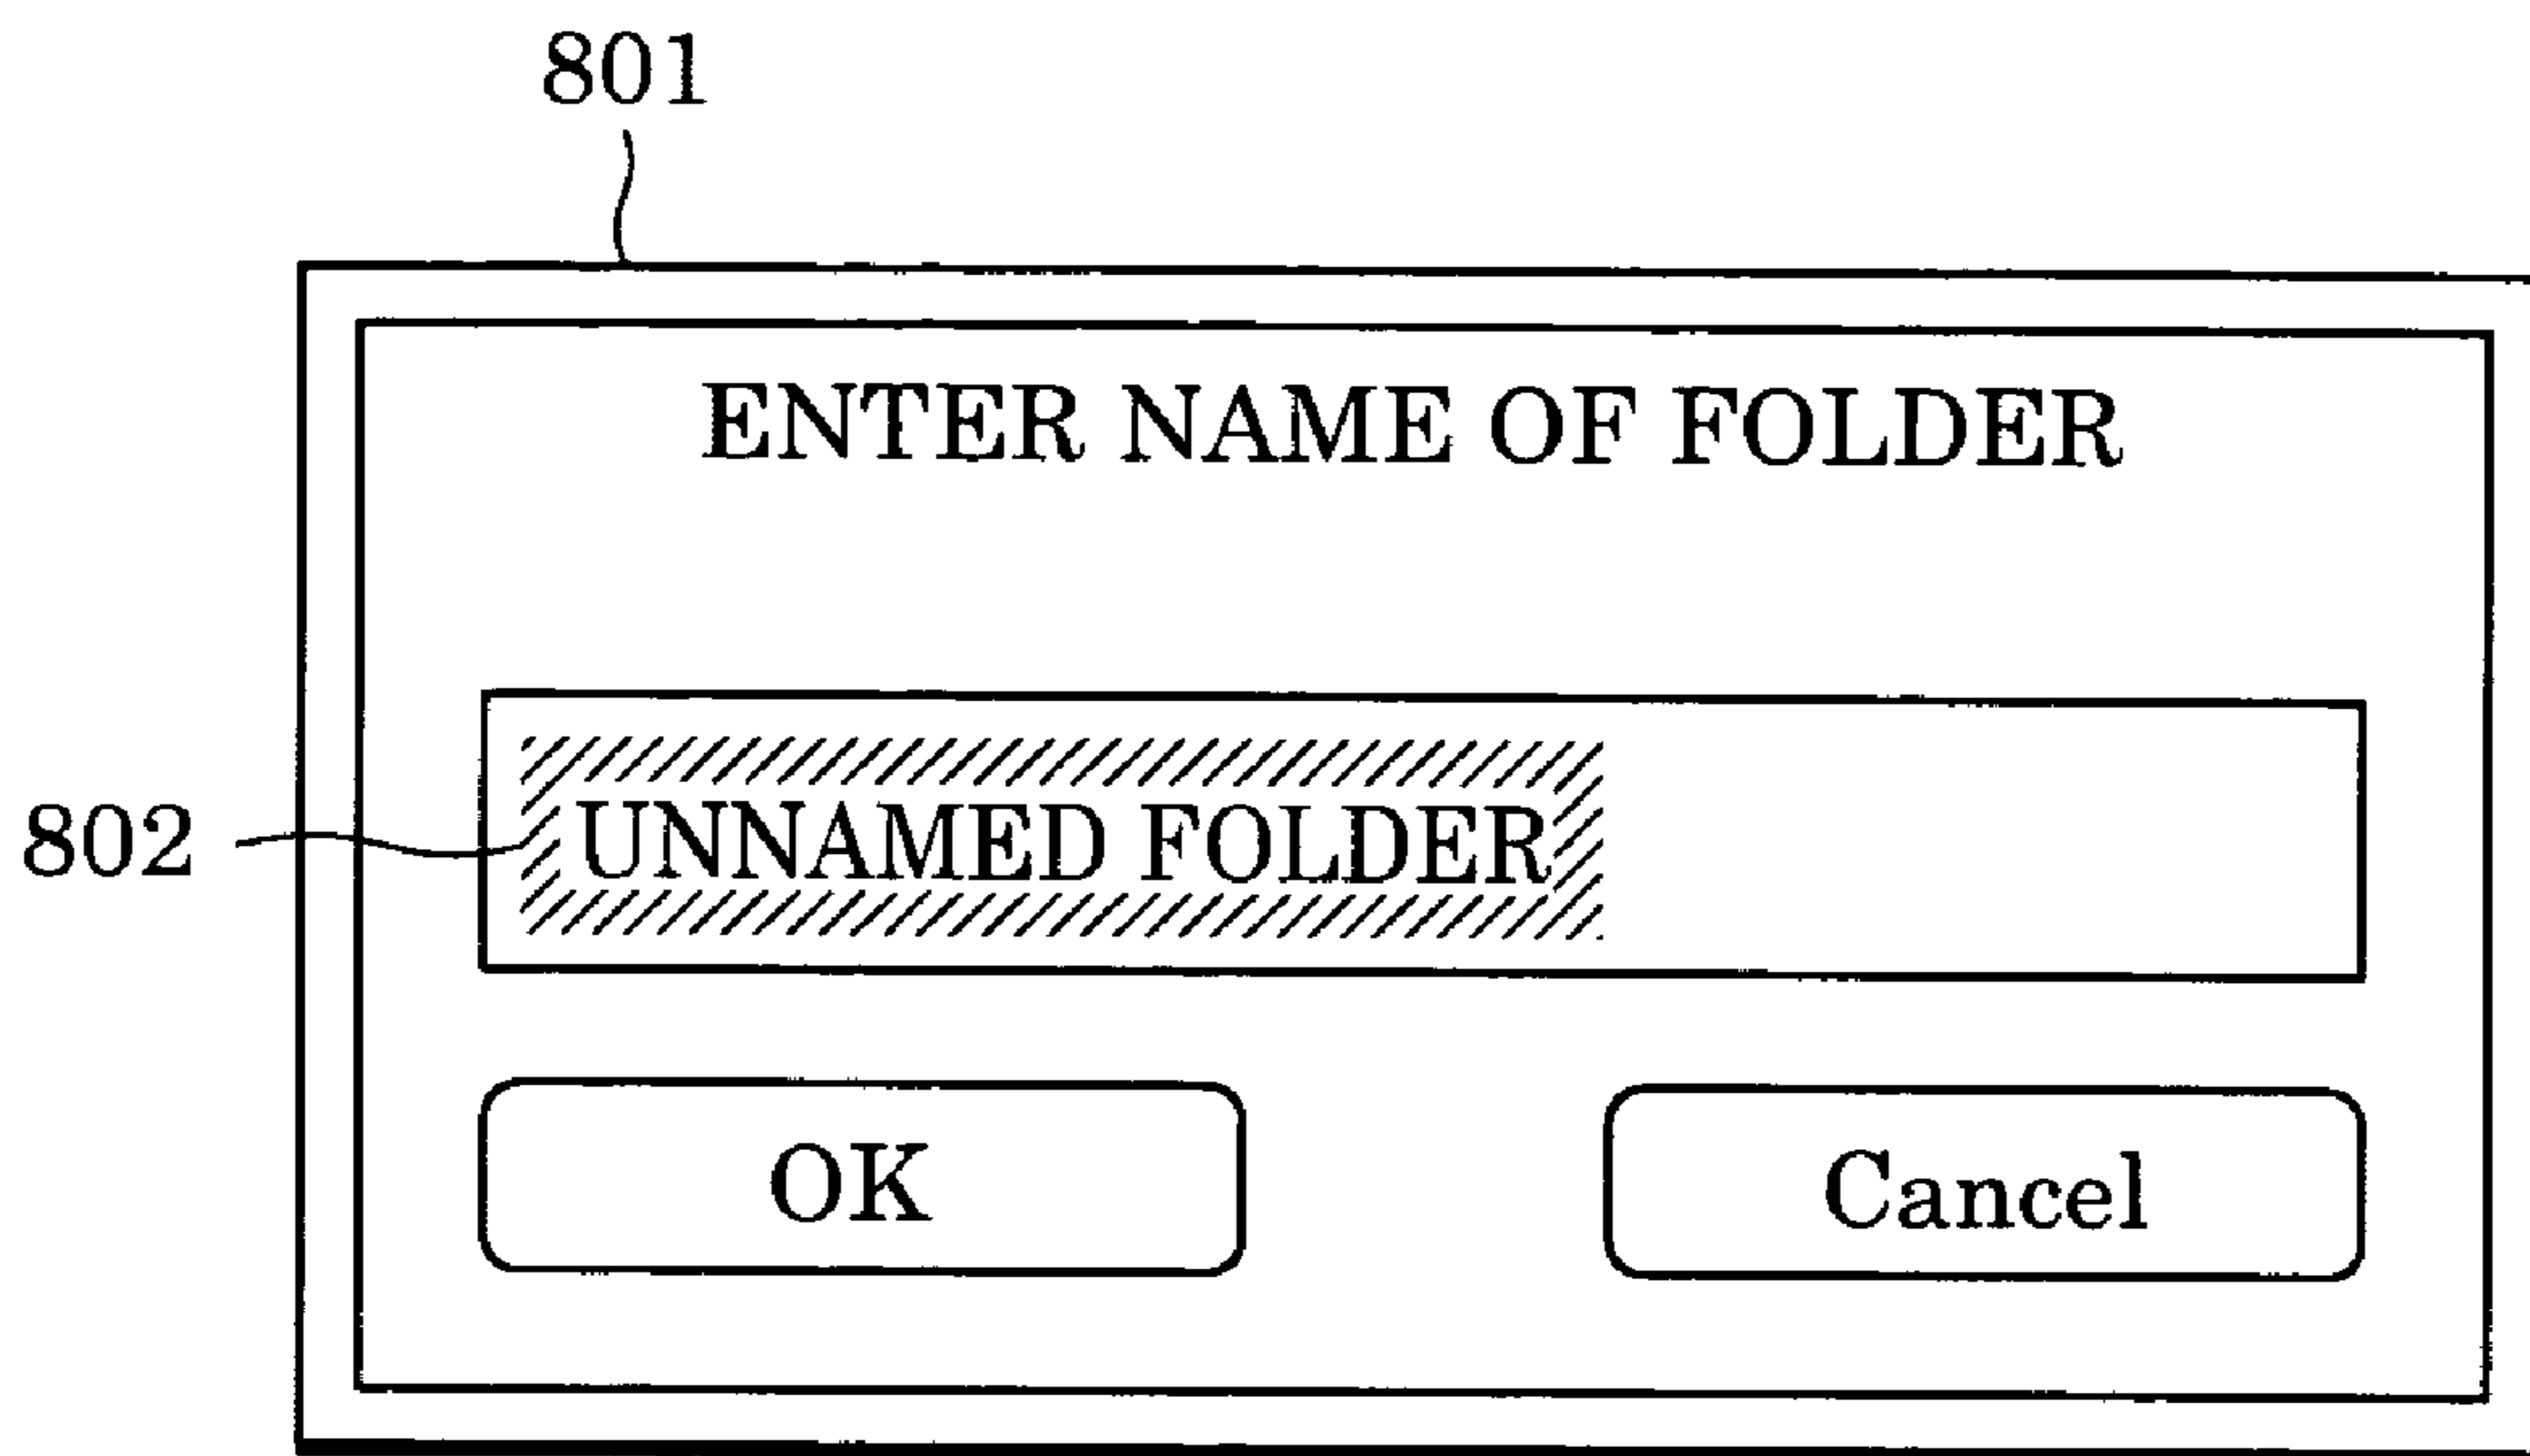 801
ENTER NAME OF FOLDER
802
UNNAMED FOLDER
OK
Cancel